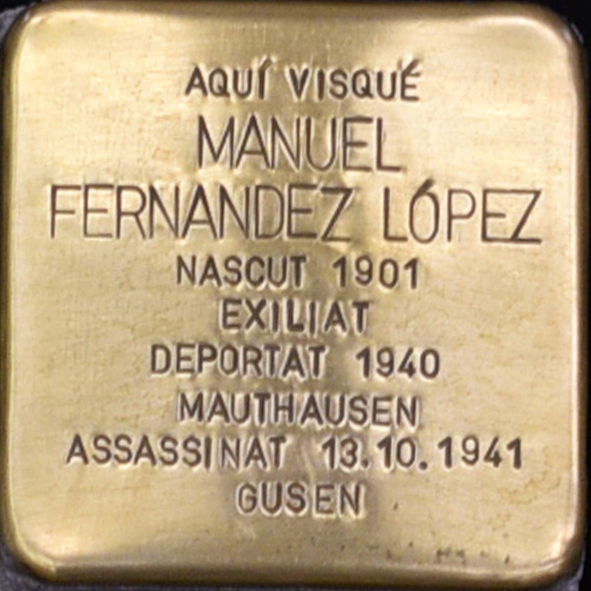 AQUÍ VISQUÉ
MANUEL
FERNANDEZ LÓPEZ
NASCUT 1901
EXILIAT
DEPORTAT 1940
MAUTHAUSEN
ASSASSINAT 13.10.1941
GUSEN